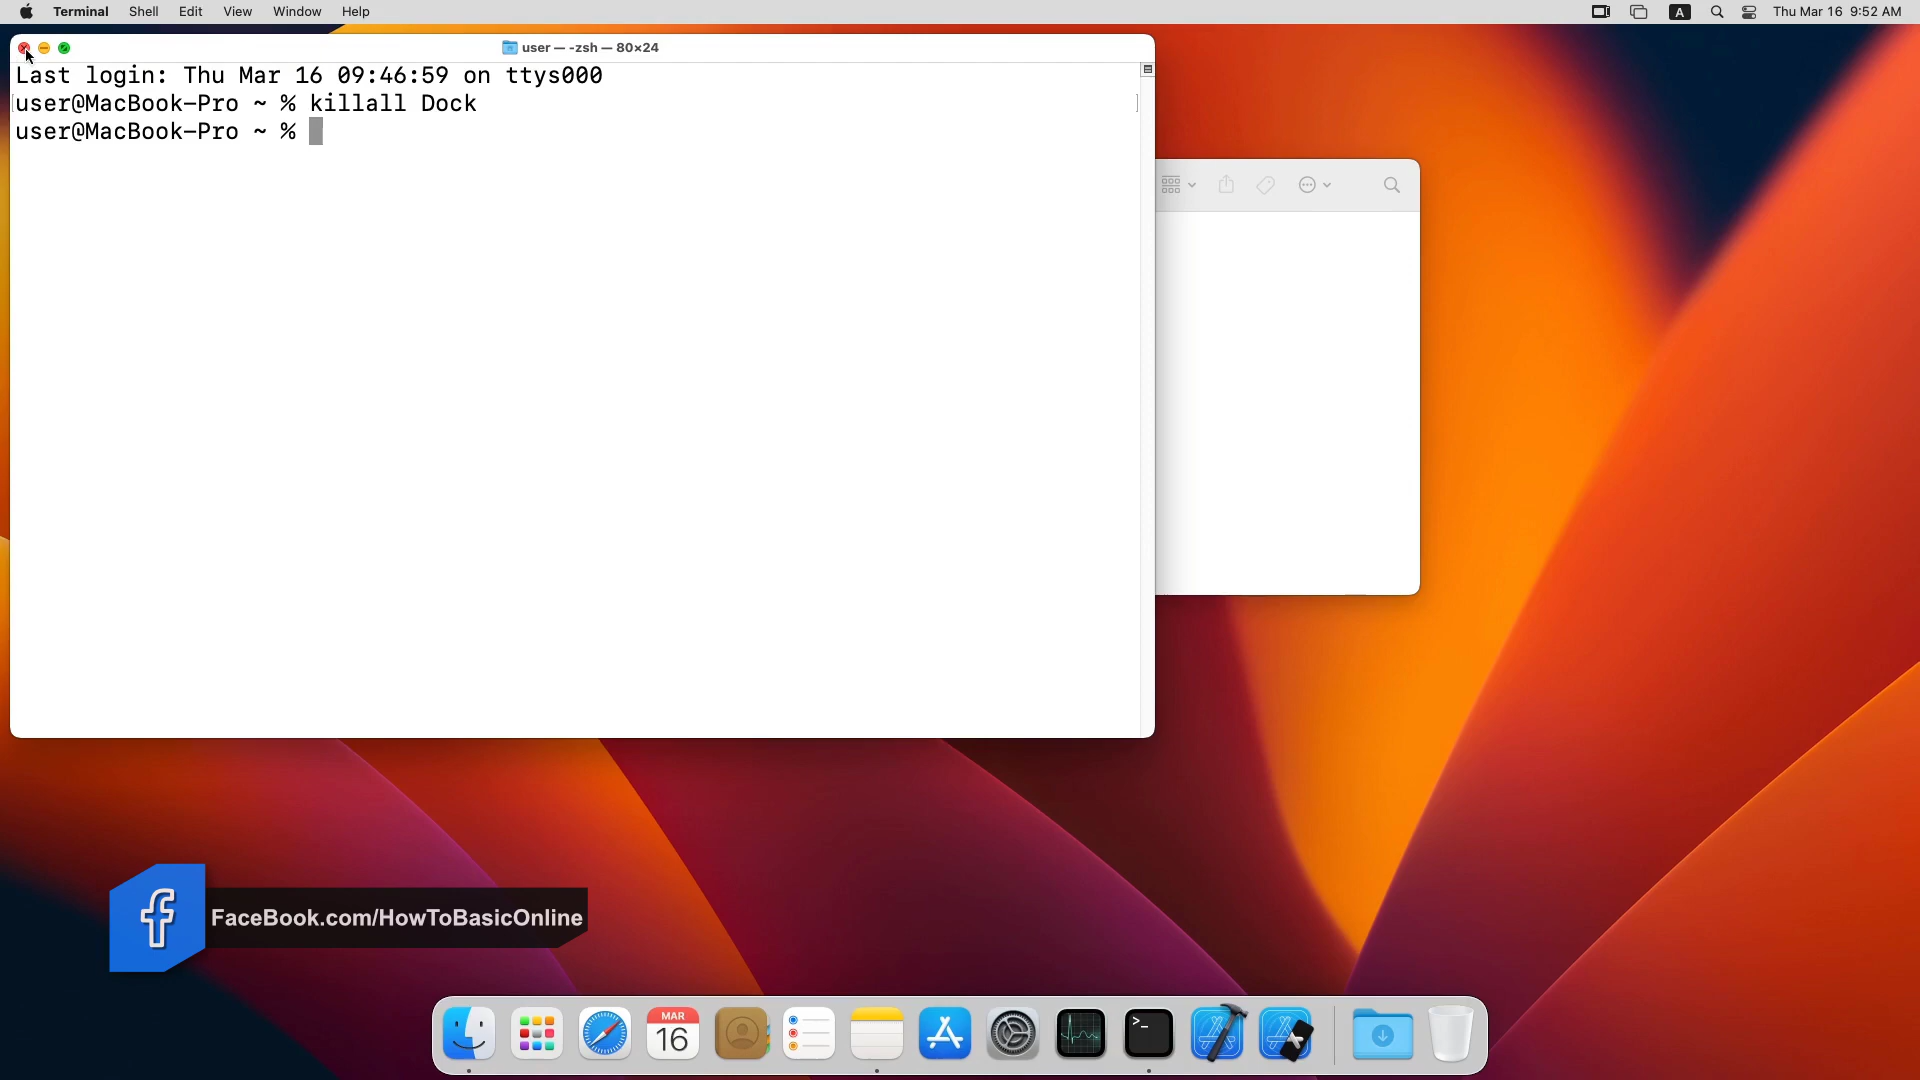 Terminal Shell Edit View Window Help
A
Thu Mar 16 9:52 AM
user — -zsh — 80×24
Last login: Thu Mar 16 09:46:59 on ttys000
user@MacBook-Pro ~ % killall Dock
user@MacBook-Pro ~ %
f FaceBook.com/HowToBasicOnline
MAR
16
>_